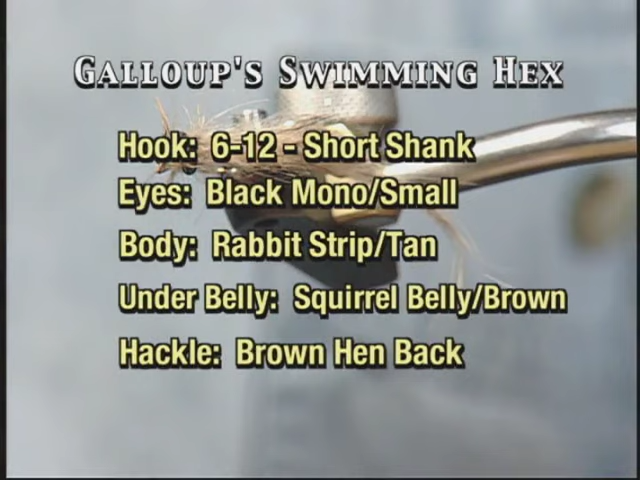 Galloup's Swimming Hex
Hook: 6-12 - Short Shank
Eyes: Black Mono/Small
Body: Rabbit Strip/Tan
Under Belly: Squirrel Belly/Brown
Hackle: Brown Hen Back